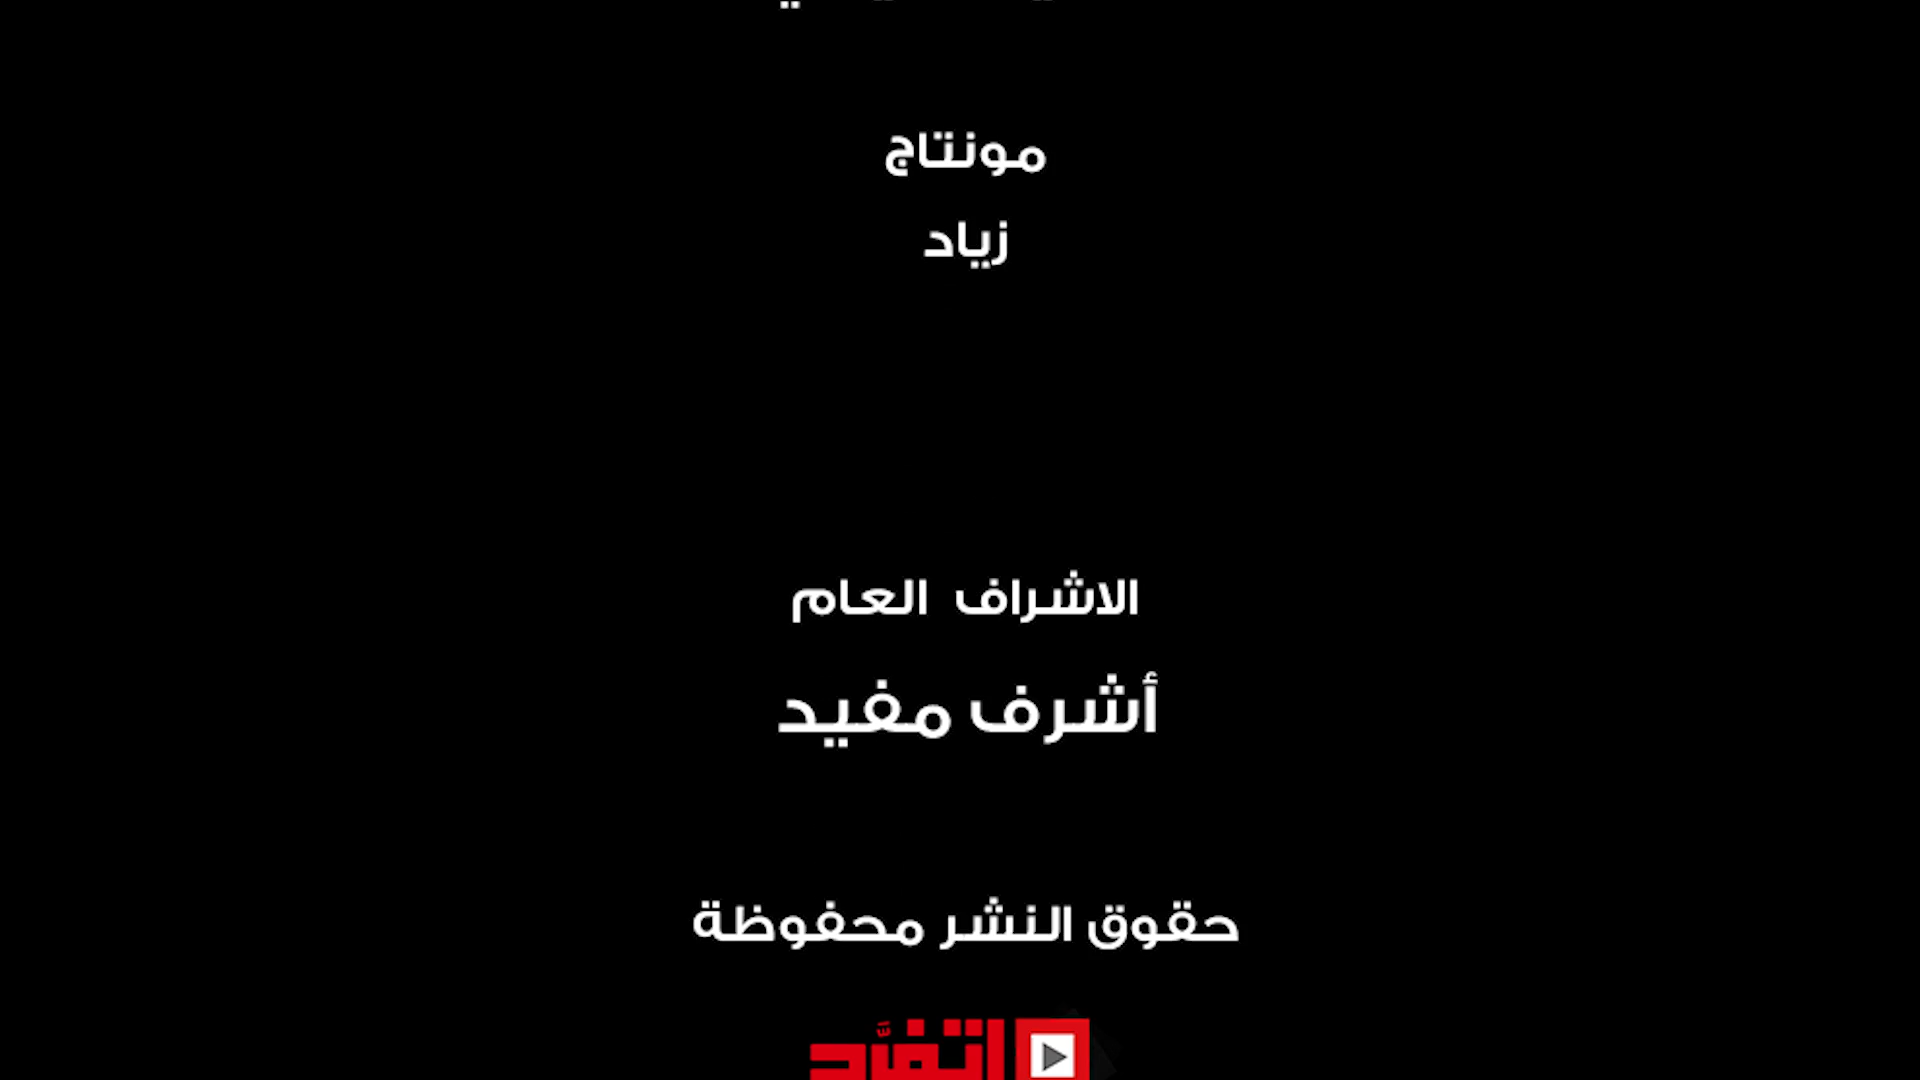 مونتاج
زياد
الاشراف العام
أشرف مفيد
حقوق النشر محفوظة
اتفرَّج